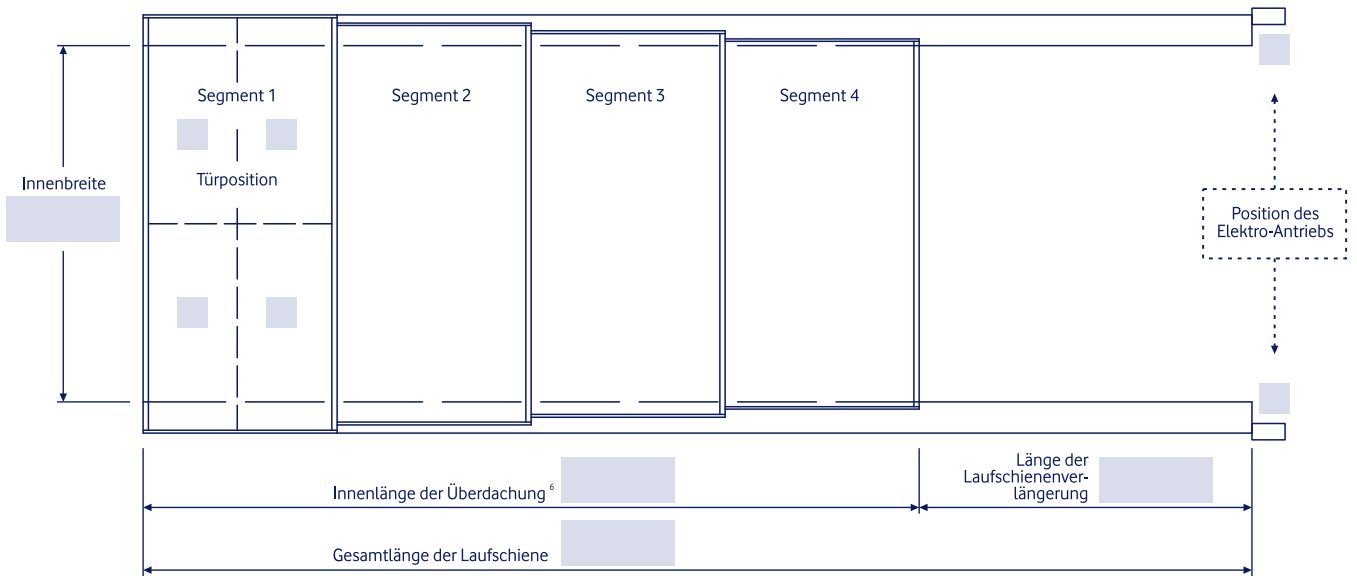 Segment 1
Segment 2
Segment 3
Segment 4
Innenbreite
Türposition
Position des
Elektro-Antriebs
Innenlänge der Überdachung ⁶
Länge der
Laufschienenver-
längerung
Gesamtlänge der Laufschiene